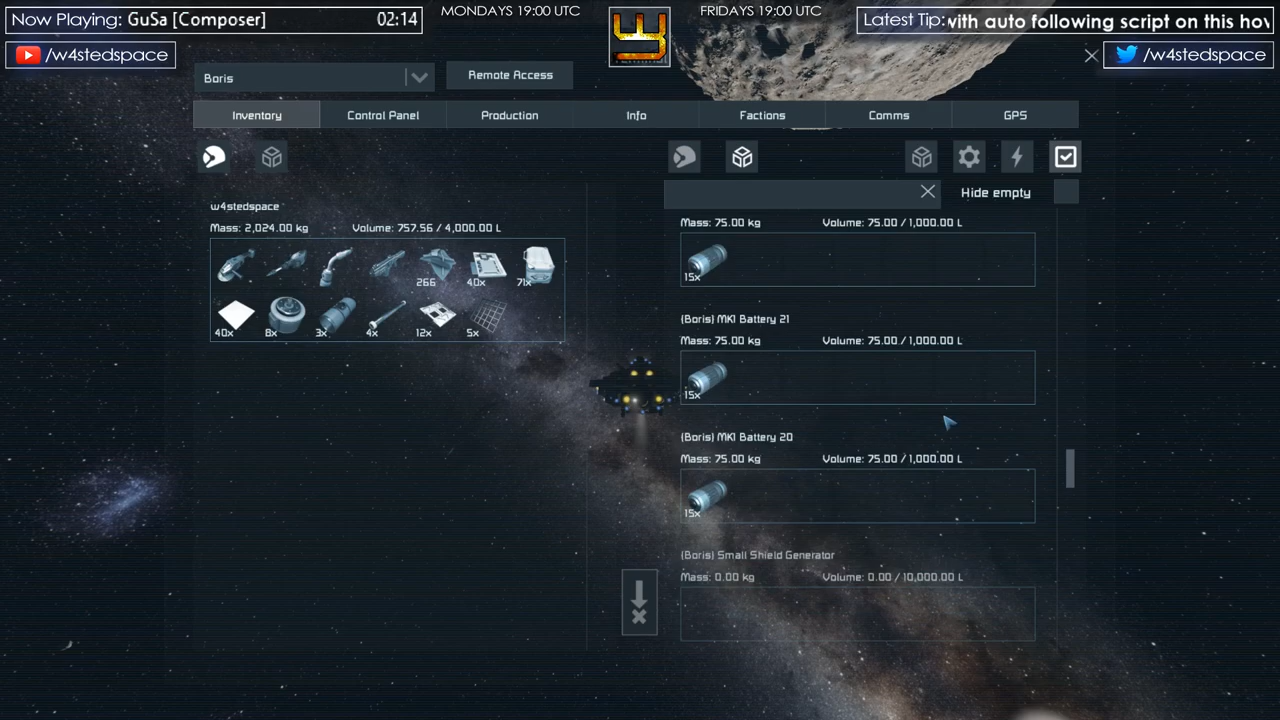 Now Playing: GuSa [Composer] 02:14
MONDAYS 19:00 UTC
FRIDAYS 19:00 UTC
Latest Tip: with auto following script on this
/w4stedspace
/w4stedspace
Boris
Remote Access
Inventory
Control Panel
Production
Info
Factions
Comms
GPS
Hide empty
w4stedspace
Mass: 2,024.00 kg
Volume: 757.56 / 4,000.00 L
266
40x
71x
40x
8x
3x
4x
12x
5x
Mass: 75.00 kg
Volume: 75.00 / 1,000.00 L
15x
(Boris) MK1 Battery 21
Mass: 75.00 kg
Volume: 75.00 / 1,000.00 L
15x
(Boris) MK1 Battery 20
Mass: 75.00 kg
Volume: 75.00 / 1,000.00 L
15x
(Boris) Small Shield Generator
Mass: 0.00 kg
Volume: 0.00 / 10,000.00 L